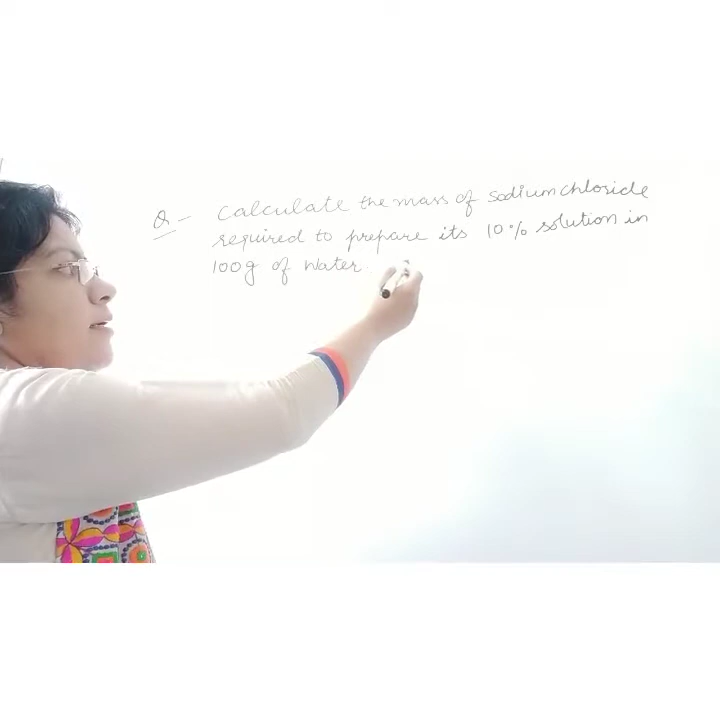 Q - Calculate the mass of sodium chloride
required to prepare its 10% solution in
100g of water.